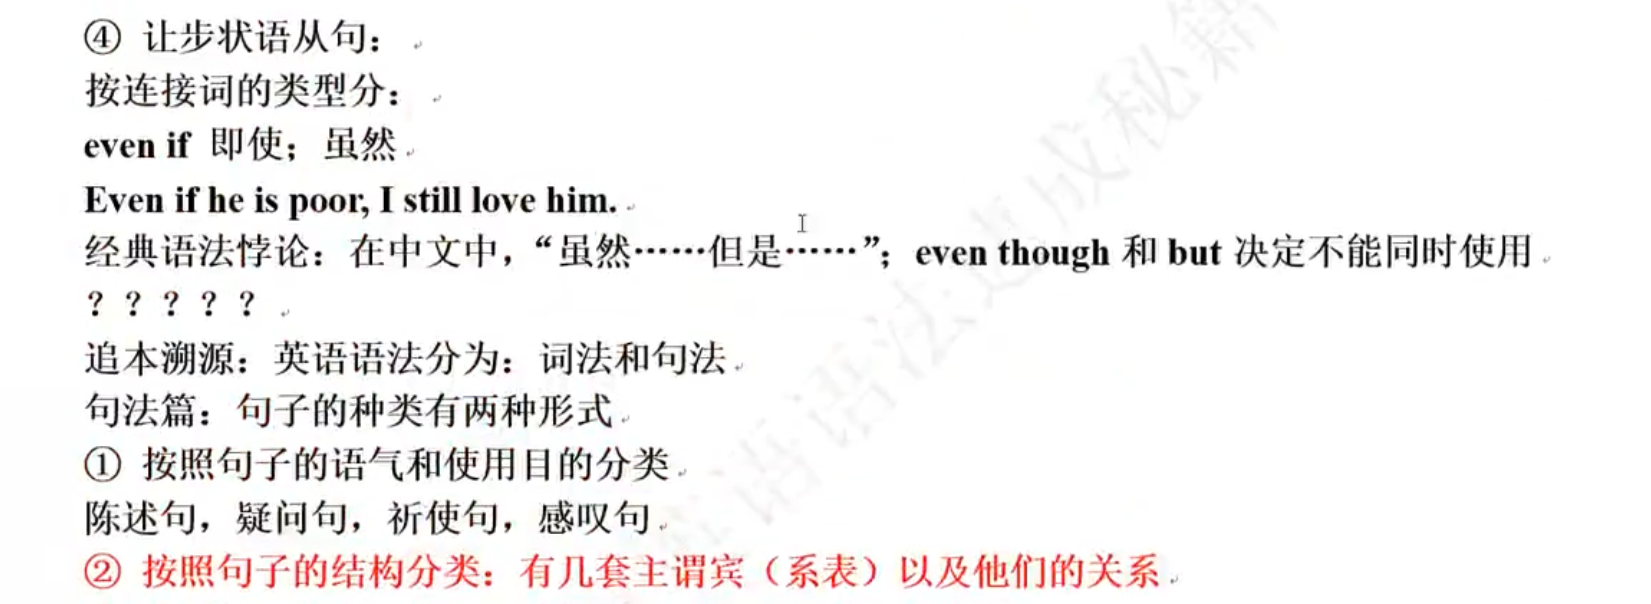 ④ 让步状语从句：
按连接词的类型分：
even if 即使；虽然
Even if he is poor, I still love him.
经典语法悖论：在中文中，“虽然……但是……”；even though 和 but 决定不能同时使用
？？？？？
追本溯源：英语语法分为：词法和句法
句法篇：句子的种类有两种形式
① 按照句子的语气和使用目的分类
陈述句，疑问句，祈使句，感叹句
② 按照句子的结构分类：有几套主谓宾（系表）以及他们的关系
语语法速成秘籍